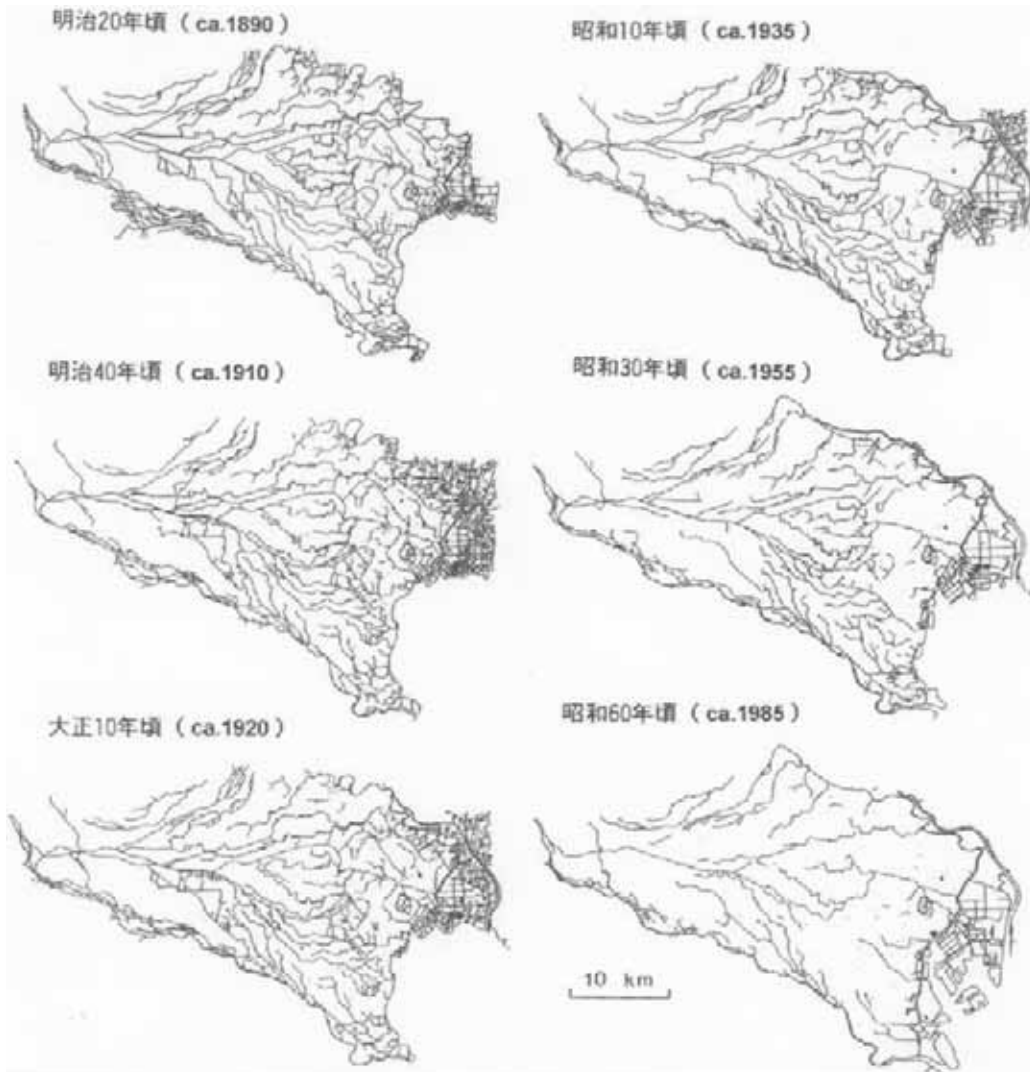 明治20年頃 ( ca.1890 )
昭和10年頃 ( ca.1935 )
明治40年頃 ( ca.1910 )
昭和30年頃 ( ca.1955 )
大正10年頃 ( ca.1920 )
昭和60年頃 ( ca.1985 )
10 km